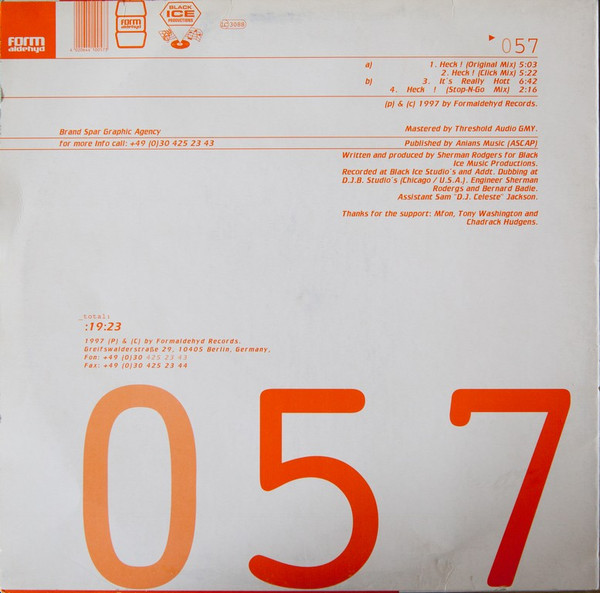 FORM
aldehyd
FORM
aldehyd
BLACK
ICE
PRODUCTIONS
LC 3088
057
a) 1. Heck ! (Original Mix) 5:03
2. Heck ! (Click Mix) 5:22
b) 3. It´s Really Hott 6:42
4. Heck ! (Stop-N-Go Mix) 2:16
(p) & (c) 1997 by Formaldehyd Records.
Brand Spar Graphic Agency
Mastered by Threshold Audio GMY.
for more Info call: +49 (0)30 425 23 43
Published by Anians Music (ASCAP)
Written and produced by Sherman Rodgers for Black
Ice Music Productions.
Recorded at Black Ice Studio´s and Addt. Dubbing at
D.J.B. Studio´s (Chicago / U.S.A.). Engineer Sherman
Rodergs and Bernard Badie.
Assistant Sam "D.J. Celeste" Jackson.
Thanks for the support: Mfon, Tony Washington and
Chadrack Hudgens.
_total:
:19:23
1997 (P) & (C) by Formaldehyd Records.
Greifswalderstraße 29, 10405 Berlin, Germany,
Fon: +49 (0)30 425 23 43
Fax: +49 (0)30 425 23 44
057